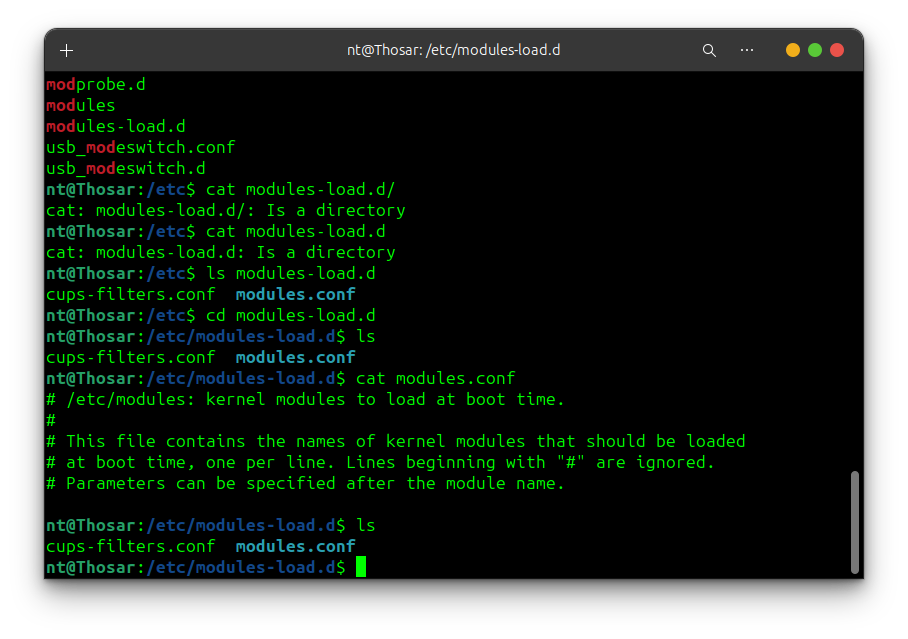 nt@Thosar: /etc/modules-load.d
modprobe.d
modules
modules-load.d
usb_modeswitch.conf
usb_modeswitch.d
nt@Thosar:/etc$ cat modules-load.d/
cat: modules-load.d/: Is a directory
nt@Thosar:/etc$ cat modules-load.d
cat: modules-load.d: Is a directory
nt@Thosar:/etc$ ls modules-load.d
cups-filters.conf  modules.conf
nt@Thosar:/etc$ cd modules-load.d
nt@Thosar:/etc/modules-load.d$ ls
cups-filters.conf  modules.conf
nt@Thosar:/etc/modules-load.d$ cat modules.conf
# /etc/modules: kernel modules to load at boot time.
#
# This file contains the names of kernel modules that should be loaded
# at boot time, one per line. Lines beginning with "#" are ignored.
# Parameters can be specified after the module name.

nt@Thosar:/etc/modules-load.d$ ls
cups-filters.conf  modules.conf
nt@Thosar:/etc/modules-load.d$